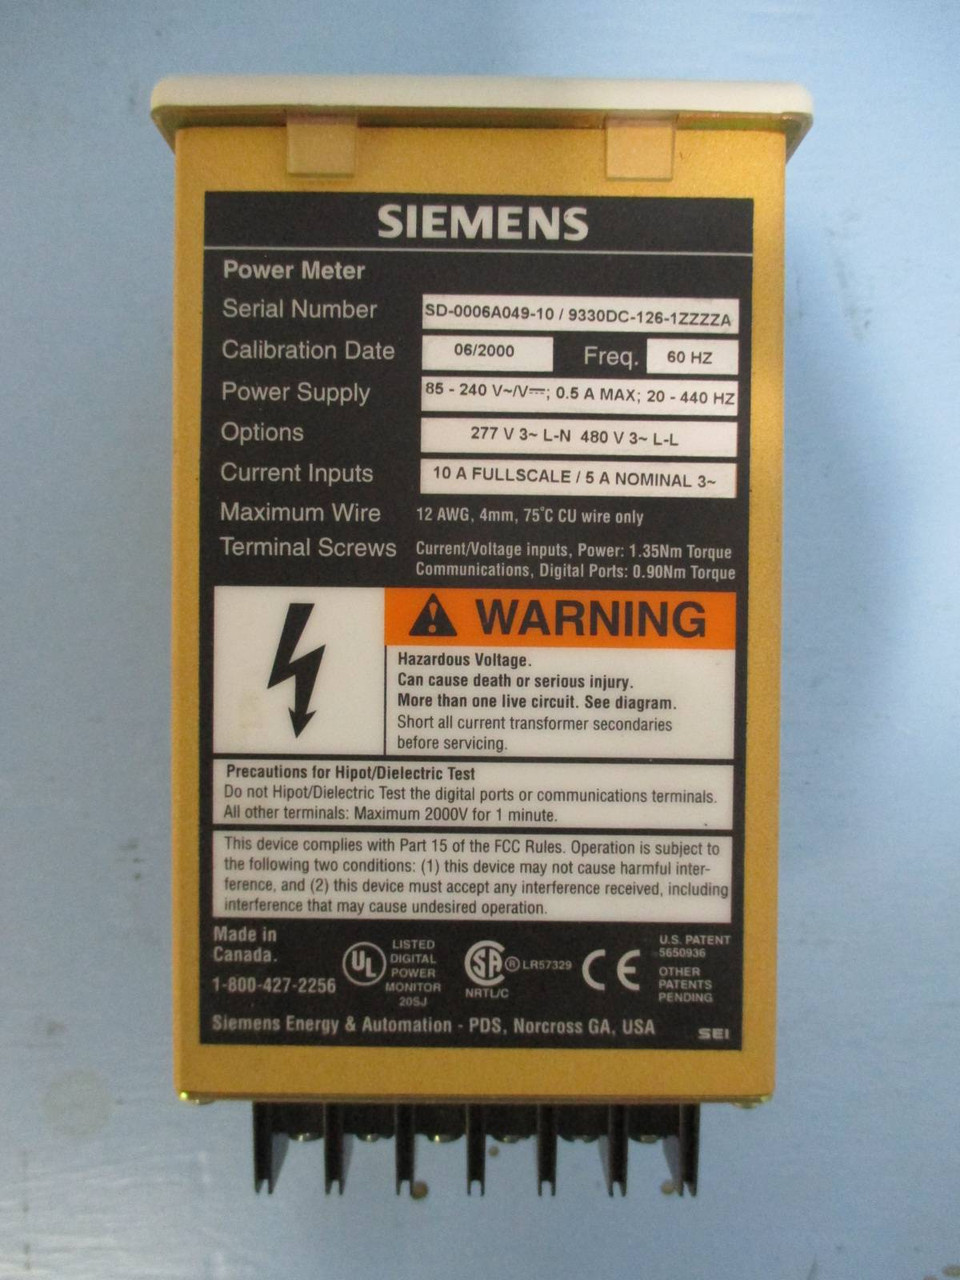 SIEMENS
Power Meter
Serial Number SD-0006A049-10 / 9330DC-126-1ZZZZA
Calibration Date 06/2000 Freq. 60 HZ
Power Supply 85 - 240 V~/V⎓; 0.5 A MAX; 20 - 440 HZ
Options 277 V 3~ L-N 480 V 3~ L-L
Current Inputs 10 A FULLSCALE / 5 A NOMINAL 3~
Maximum Wire 12 AWG, 4mm, 75°C CU wire only
Terminal Screws Current/Voltage inputs, Power: 1.35Nm Torque
Communications, Digital Ports: 0.90Nm Torque
WARNING
Hazardous Voltage.
Can cause death or serious injury.
More than one live circuit. See diagram.
Short all current transformer secondaries
before servicing.
Precautions for Hipot/Dielectric Test
Do not Hipot/Dielectric Test the digital ports or communications terminals.
All other terminals: Maximum 2000V for 1 minute.
This device complies with Part 15 of the FCC Rules. Operation is subject to
the following two conditions: (1) this device may not cause harmful inter-
ference, and (2) this device must accept any interference received, including
interference that may cause undesired operation.
Made in
Canada.
1-800-427-2256
UL
LISTED
DIGITAL
POWER
MONITOR
20SJ
SA ® LR57329
NRTL/C
CE
U.S. PATENT
5650936
OTHER
PATENTS
PENDING
Siemens Energy & Automation - PDS, Norcross GA, USA
SEI